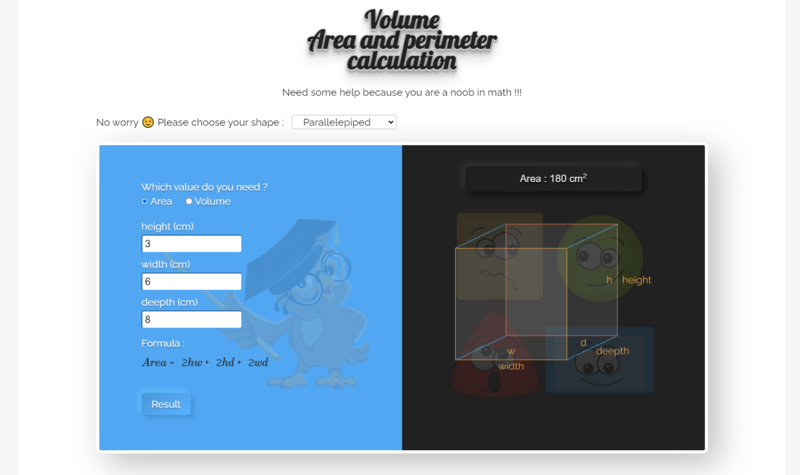 Volume
Area and perimeter
calculation
Need some help because you are a noob in math !!!
No worry 😉 Please choose your shape : Parallelepiped
Which value do you need ?
Area Volume
height (cm)
3
width (cm)
6
deepth (cm)
8
Formula :
Area = 2hw + 2hd + 2wd
Result
Area : 180 cm²
h height
d
w deepth
width